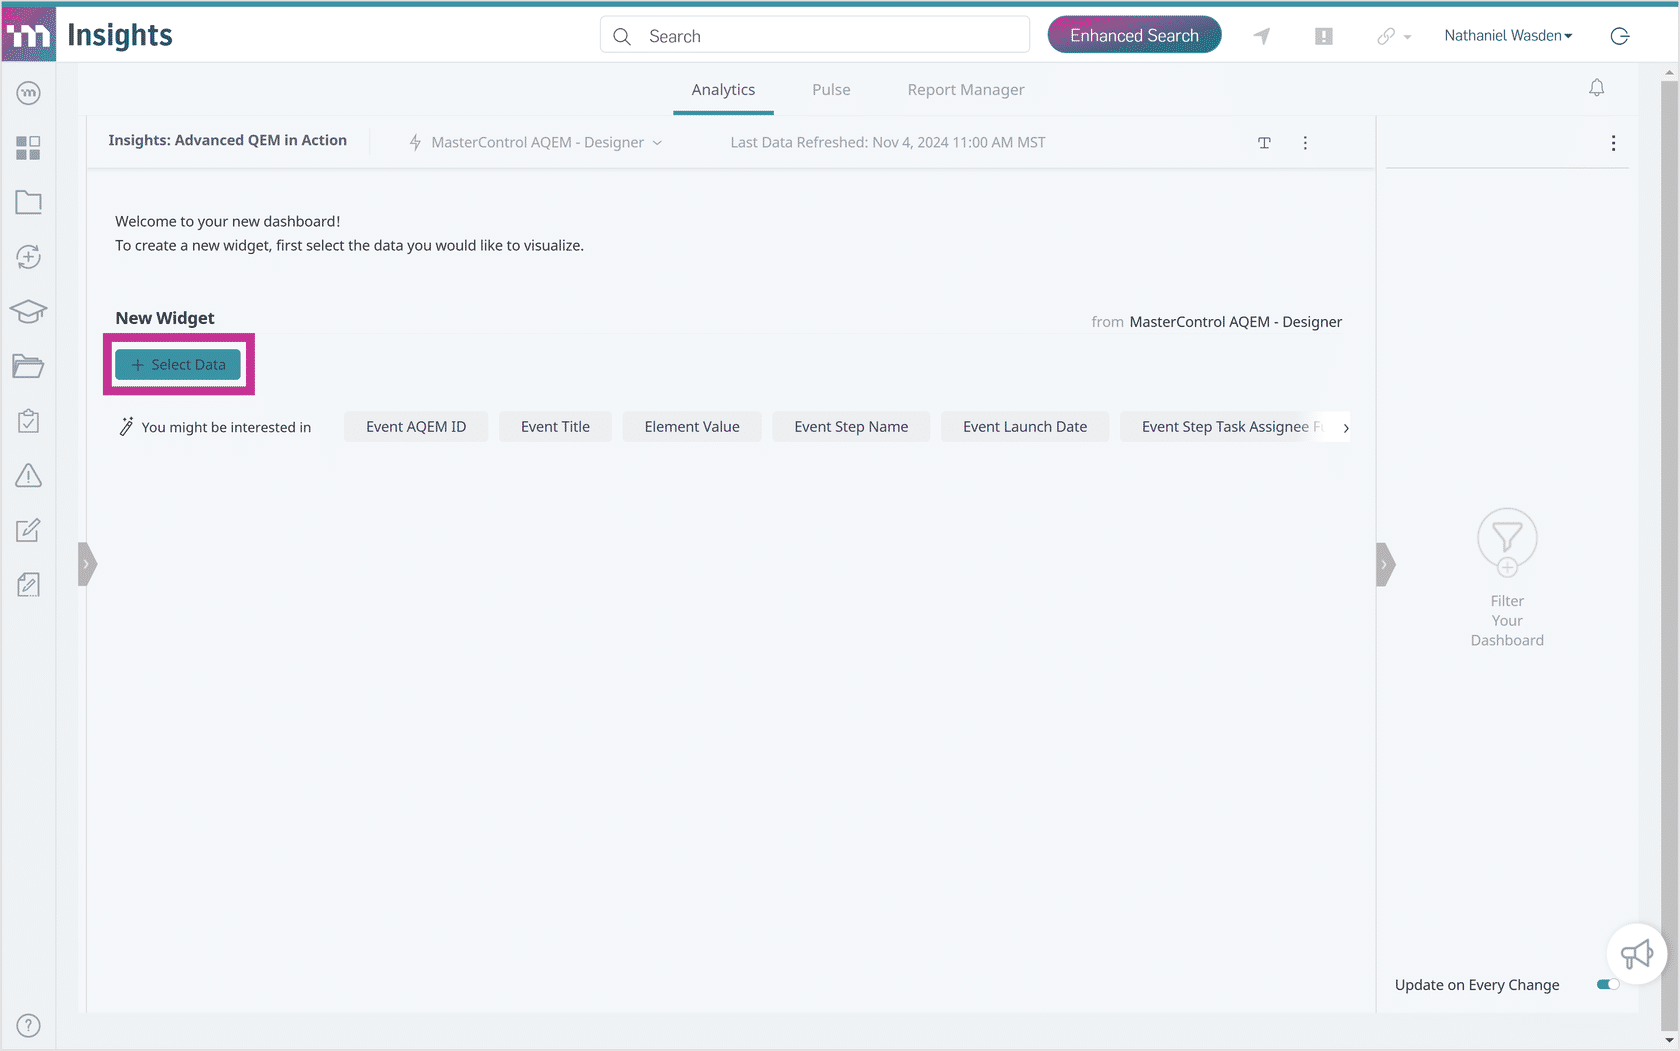 Insights
Search
Enhanced Search
Nathaniel Wasden
Analytics
Pulse
Report Manager
Insights: Advanced QEM in Action
MasterControl AQEM - Designer
Last Data Refreshed: Nov 4, 2024 11:00 AM MST
Welcome to your new dashboard!
To create a new widget, first select the data you would like to visualize.
New Widget
from MasterControl AQEM - Designer
+ Select Data
You might be interested in
Event AQEM ID
Event Title
Element Value
Event Step Name
Event Launch Date
Event Step Task Assignee
Filter
Your
Dashboard
Update on Every Change